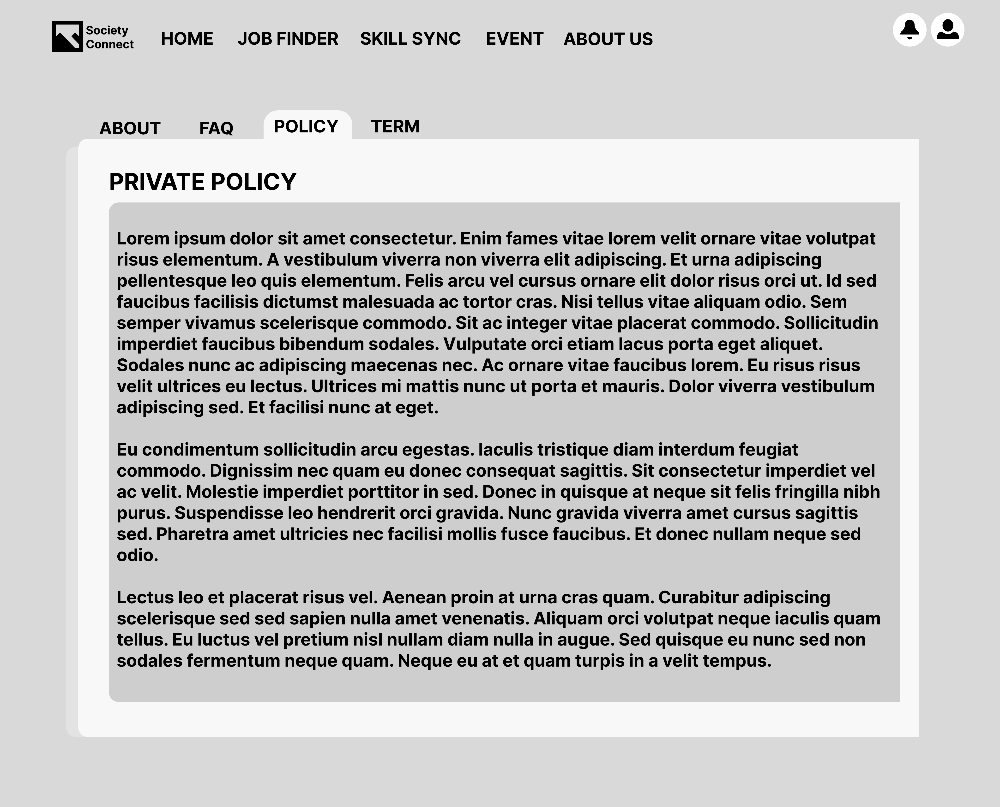 Society
Connect
HOME JOB FINDER SKILL SYNC EVENT ABOUT US
ABOUT FAQ POLICY TERM
PRIVATE POLICY
Lorem ipsum dolor sit amet consectetur. Enim fames vitae lorem velit ornare vitae volutpat
risus elementum. A vestibulum viverra non viverra elit adipiscing. Et urna adipiscing
pellentesque leo quis elementum. Felis arcu vel cursus ornare elit dolor risus orci ut. Id sed
faucibus facilisis dictumst malesuada ac tortor cras. Nisi tellus vitae aliquam odio. Sem
semper vivamus scelerisque commodo. Sit ac integer vitae placerat commodo. Sollicitudin
imperdiet faucibus bibendum sodales. Vulputate orci etiam lacus porta eget aliquet.
Sodales nunc ac adipiscing maecenas nec. Ac ornare vitae faucibus lorem. Eu risus risus
velit ultrices eu lectus. Ultrices mi mattis nunc ut porta et mauris. Dolor viverra vestibulum
adipiscing sed. Et facilisi nunc at eget.
Eu condimentum sollicitudin arcu egestas. Iaculis tristique diam interdum feugiat
commodo. Dignissim nec quam eu donec consequat sagittis. Sit consectetur imperdiet vel
ac velit. Molestie imperdiet porttitor in sed. Donec in quisque at neque sit felis fringilla nibh
purus. Suspendisse leo hendrerit orci gravida. Nunc gravida viverra amet cursus sagittis
sed. Pharetra amet ultricies nec facilisi mollis fusce faucibus. Et donec nullam neque sed
odio.
Lectus leo et placerat risus vel. Aenean proin at urna cras quam. Curabitur adipiscing
scelerisque sed sed sapien nulla amet venenatis. Aliquam orci volutpat neque iaculis quam
tellus. Eu luctus vel pretium nisl nullam diam nulla in augue. Sed quisque eu nunc sed non
sodales fermentum neque quam. Neque eu at et quam turpis in a velit tempus.